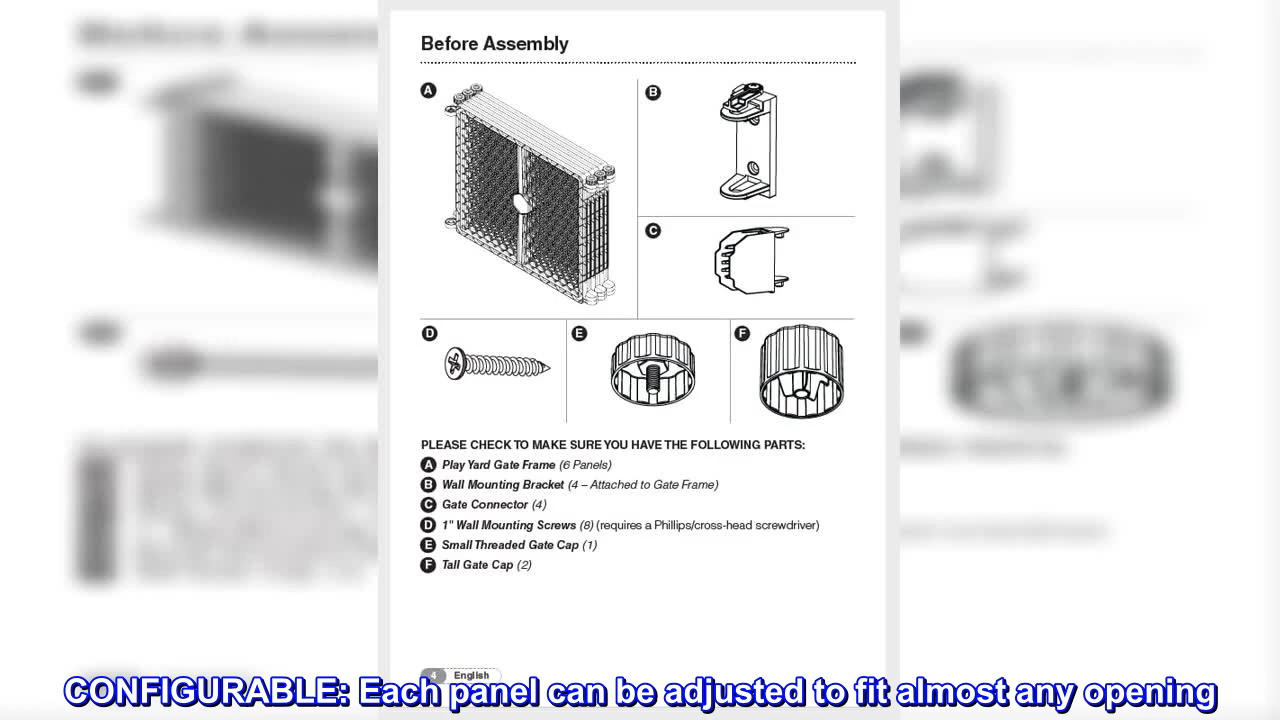 Before Assembly
A
B
C
D
E
F
PLEASE CHECK TO MAKE SURE YOU HAVE THE FOLLOWING PARTS:
A Play Yard Gate Frame (6 Panels)
B Wall Mounting Bracket (4 – Attached to Gate Frame)
C Gate Connector (4)
D 1" Wall Mounting Screws (8) (requires a Phillips/cross-head screwdriver)
E Small Threaded Gate Cap (1)
F Tall Gate Cap (2)
4 English
CONFIGURABLE: Each panel can be adjusted to fit almost any opening